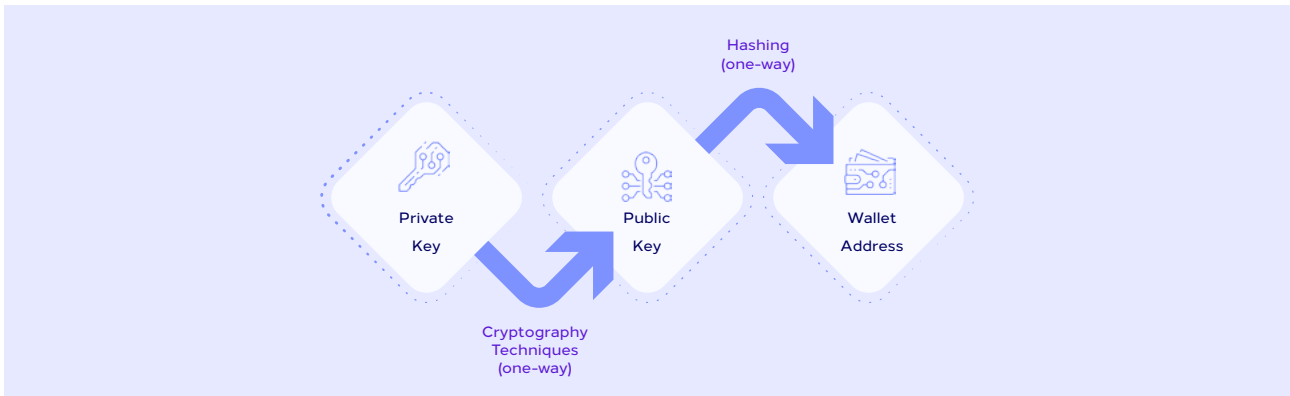 Hashing
(one-way)
Private
Key
Public
Key
Wallet
Address
Cryptography
Techniques
(one-way)